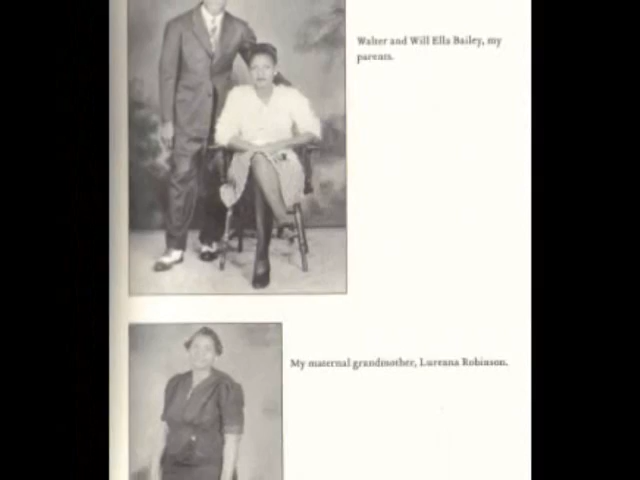 Walter and Will Ella Bailey, my
parents.
My maternal grandmother, Lureana Robinson.